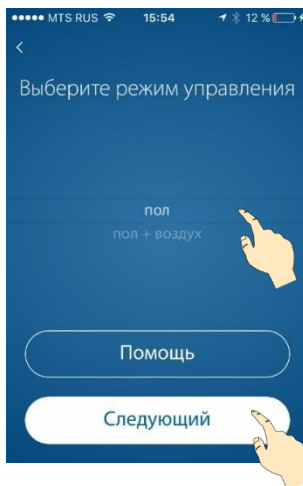 MTS RUS 15:54 12 %
Выберите режим управления
пол
пол + воздух
Помощь
Следующий